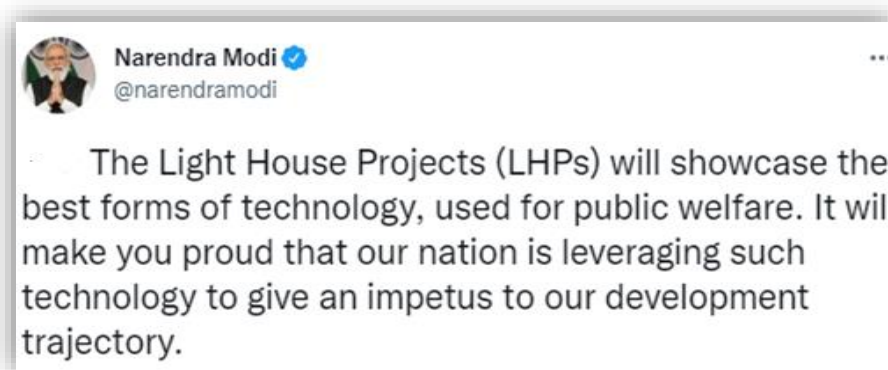 Narendra Modi
@narendramodi
The Light House Projects (LHPs) will showcase the
best forms of technology, used for public welfare. It wil
make you proud that our nation is leveraging such
technology to give an impetus to our development
trajectory.